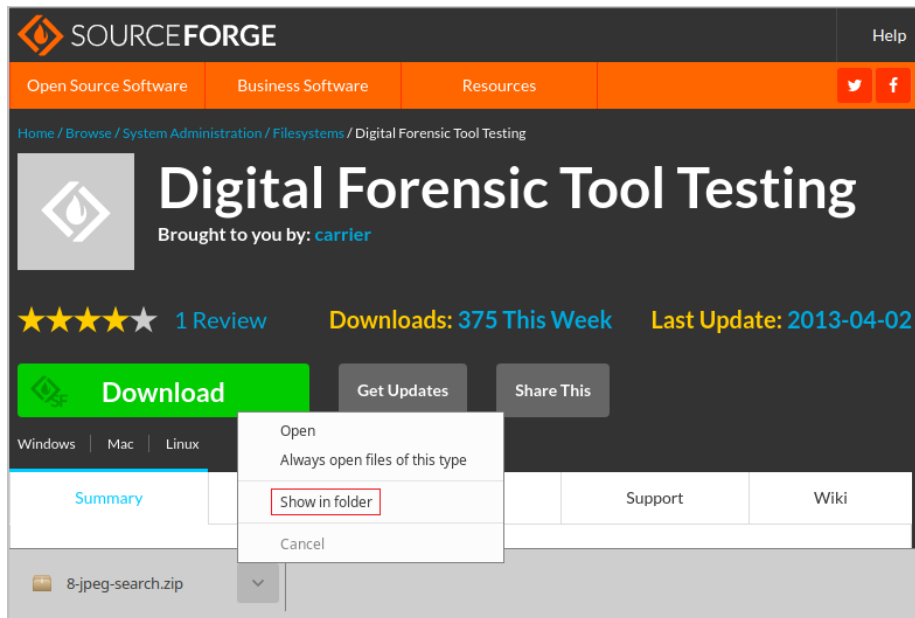 SOURCEFORGE
Help
Open Source Software Business Software Resources
Home / Browse / System Administration / Filesystems / Digital Forensic Tool Testing
Digital Forensic Tool Testing
Brought to you by: carrier
1 Review Downloads: 375 This Week Last Update: 2013-04-02
SF Download Get Updates Share This
Windows Mac Linux
Open
Always open files of this type
Show in folder
Cancel
Summary Support Wiki
8-jpeg-search.zip